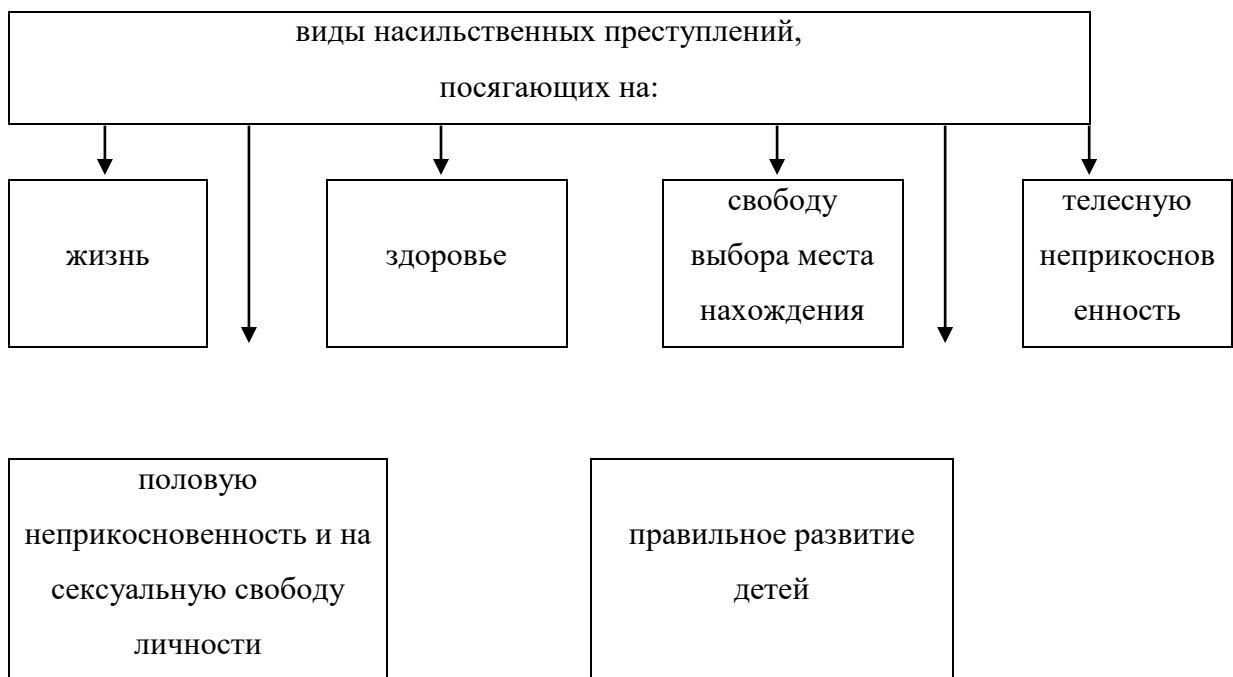 виды насильственных преступлений,
посягающих на:
жизнь
здоровье
свободу
выбора места
нахождения
телесную
неприкоснов
енность
половую
неприкосновенность и на
сексуальную свободу
личности
правильное развитие
детей